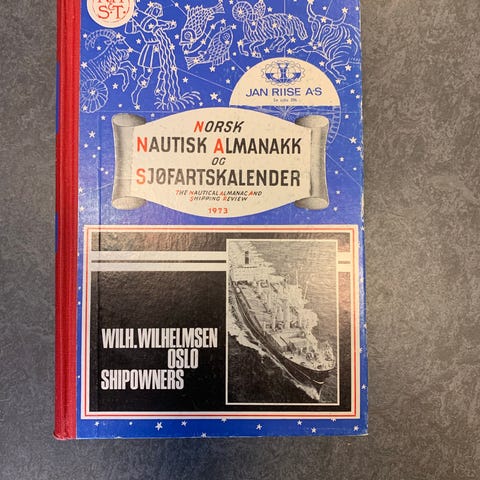 S&T.
JAN RIISE A·S
NORSK
NAUTISK ALMANAKK
OG
SJØFARTSKALENDER
THE NAUTICAL ALMANAC AND
SHIPPING REVIEW
1973
WILH. WILHELMSEN
OSLO
SHIPOWNERS